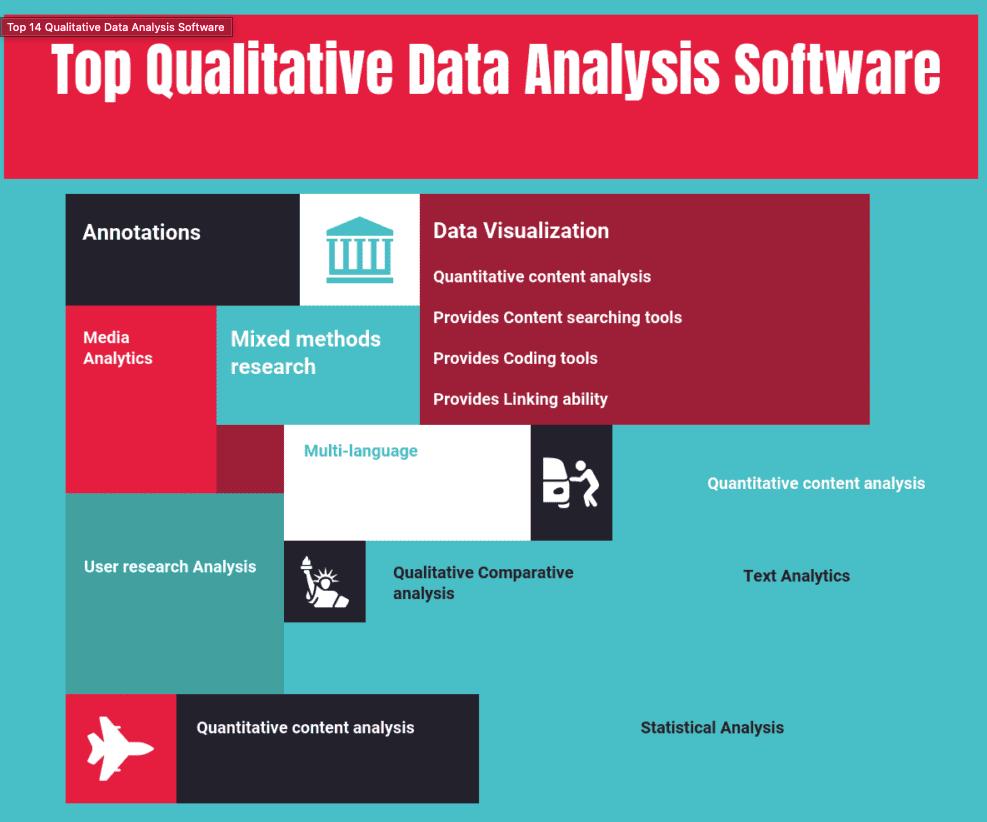 Top 14 Qualitative Data Analysis Software
Top Qualitative Data Analysis Software
Annotations
Data Visualization
Quantitative content analysis
Provides Content searching tools
Provides Coding tools
Provides Linking ability
Media
Analytics
Mixed methods
research
Multi-language
Quantitative content analysis
User research Analysis
Qualitative Comparative
analysis
Text Analytics
Quantitative content analysis
Statistical Analysis